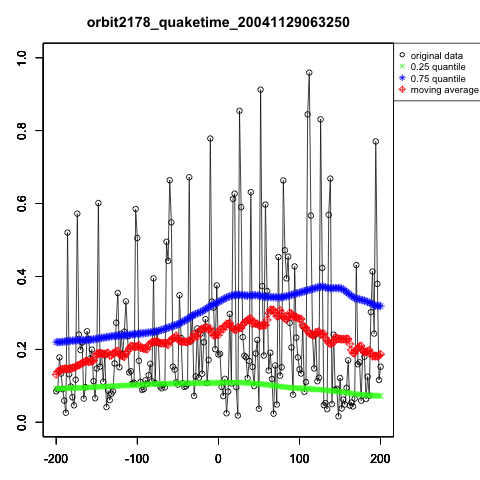 orbit2178_quaketime_20041129063250
original data
0.25 quantile
0.75 quantile
moving average
1.0
0.8
0.6
0.4
0.2
0.0
-200 -100 0 100 200